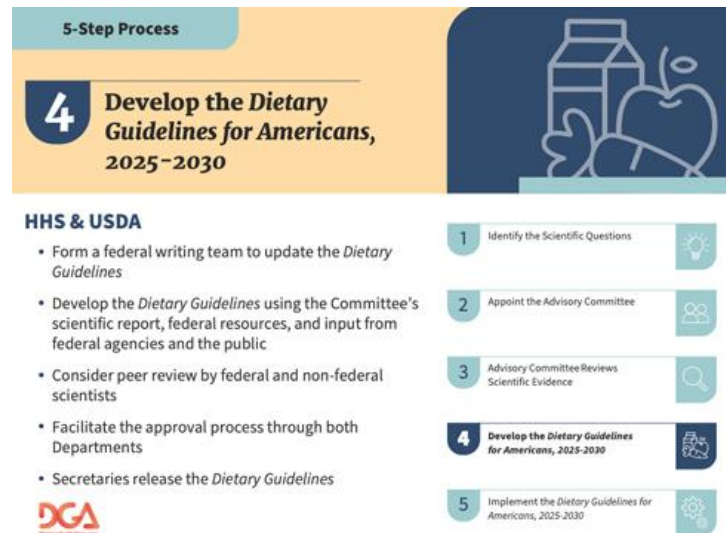 5-Step Process
4
Develop the Dietary
Guidelines for Americans,
2025-2030
HHS & USDA
• Form a federal writing team to update the Dietary
Guidelines
• Develop the Dietary Guidelines using the Committee's
scientific report, federal resources, and input from
federal agencies and the public
• Consider peer review by federal and non-federal
scientists
• Facilitate the approval process through both
Departments
• Secretaries release the Dietary Guidelines
DGA
1
Identify the Scientific Questions
2
Appoint the Advisory Committee
3
Advisory Committee Reviews
Scientific Evidence
4
Develop the Dietary Guidelines
for Americans, 2025-2030
5
Implement the Dietary Guidelines for
Americans, 2025-2030